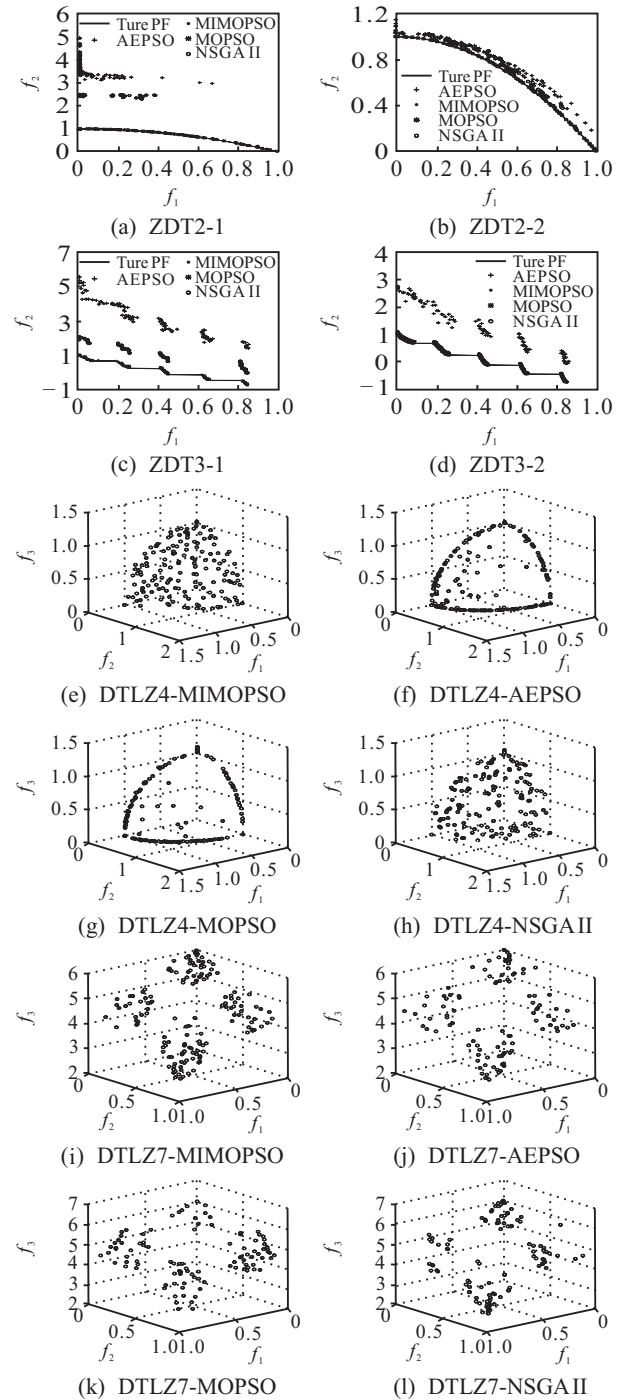 6
5
4
3
2
1
0
f₂
Ture PF
AEPSO
MIMOPSO
MOPSO
NSGA II
0 0.2 0.4 0.6 0.8 1.0
f₁
(a) ZDT2-1
1.2
0.8
0.4
0
f₂
Ture PF
AEPSO
MIMOPSO
MOPSO
NSGA II
0 0.2 0.4 0.6 0.8 1.0
f₁
(b) ZDT2-2
7
5
3
1
−1
f₂
Ture PF
AEPSO
MIMOPSO
MOPSO
NSGA II
0 0.2 0.4 0.6 0.8 1.0
f₁
(c) ZDT3-1
4
3
2
1
0
−1
f₂
Ture PF
AEPSO
MIMOPSO
MOPSO
NSGA II
0 0.2 0.4 0.6 0.8 1.0
f₁
(d) ZDT3-2
1.5
1.0
0.5
0
f₃
0 1 2
f₂
1.5 1.0 0.5 0
f₁
(e) DTLZ4-MIMOPSO
1.5
1.0
0.5
0
f₃
0 1 2
f₂
1.5 1.0 0.5 0
f₁
(f) DTLZ4-AEPSO
1.5
1.0
0.5
0
f₃
0 1 2
f₂
1.5 1.0 0.5 0
f₁
(g) DTLZ4-MOPSO
1.5
1.0
0.5
0
f₃
0 1 2
f₂
1.5 1.0 0.5 0
f₁
(h) DTLZ4-NSGA II
6
5
4
3
2
f₃
0 0.5 1.0
f₂
1.0 0.5 0
f₁
(i) DTLZ7-MIMOPSO
6
5
4
3
2
f₃
0 0.5 1.0
f₂
1.0 0.5 0
f₁
(j) DTLZ7-AEPSO
7
6
5
4
3
2
f₃
0 0.5 1.0
f₂
1.0 0.5 0
f₁
(k) DTLZ7-MOPSO
7
6
5
4
3
2
f₃
0 0.5 1.0
f₂
1.0 0.5 0
f₁
(l) DTLZ7-NSGA II